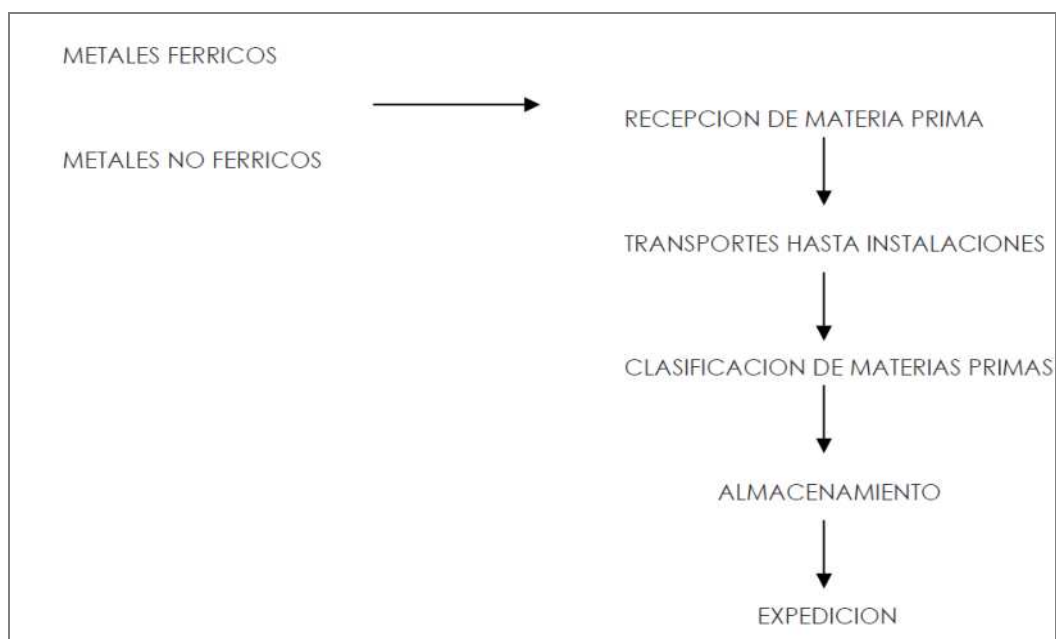 METALES FERRICOS
METALES NO FERRICOS
RECEPCION DE MATERIA PRIMA
TRANSPORTES HASTA INSTALACIONES
CLASIFICACION DE MATERIAS PRIMAS
ALMACENAMIENTO
EXPEDICION